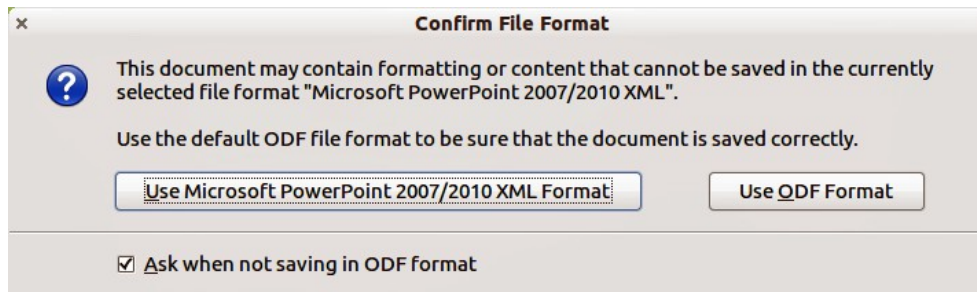 Confirm File Format
This document may contain formatting or content that cannot be saved in the currently
selected file format "Microsoft PowerPoint 2007/2010 XML".
Use the default ODF file format to be sure that the document is saved correctly.
Use Microsoft PowerPoint 2007/2010 XML Format Use ODF Format
Ask when not saving in ODF format